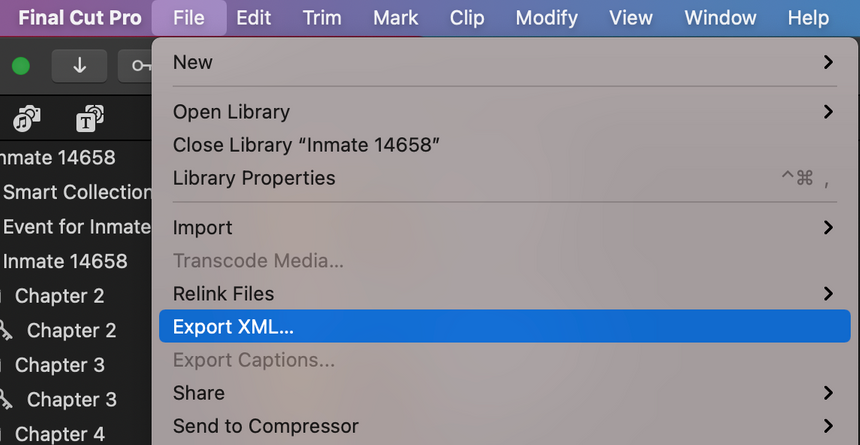 Final Cut Pro File Edit Trim Mark Clip Modify View Window Help
New
Open Library
Close Library “Inmate 14658”
Library Properties ^⌘ ,
Import
Transcode Media...
Relink Files
Export XML...
Export Captions...
Share
Send to Compressor
T
nmate 14658
Smart Collection
Event for Inmate
Inmate 14658
Chapter 2
Chapter 2
Chapter 3
Chapter 3
Chapter 4